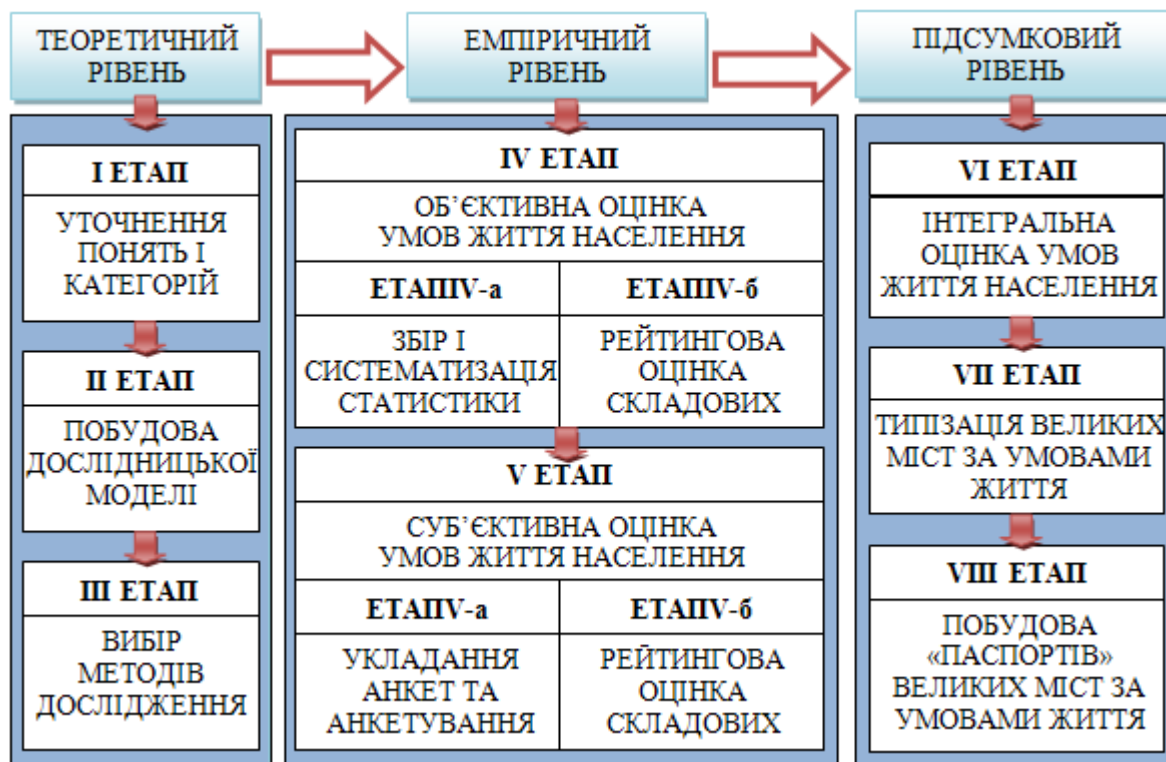 ТЕОРЕТИЧНИЙ
РІВЕНЬ
ЕМПІРИЧНИЙ
РІВЕНЬ
ПІДСУМКОВИЙ
РІВЕНЬ
І ЕТАП
УТОЧНЕННЯ
ПОНЯТЬ І
КАТЕГОРІЙ
ІІ ЕТАП
ПОБУДОВА
ДОСЛІДНИЦЬКОЇ
МОДЕЛІ
ІІІ ЕТАП
ВИБІР
МЕТОДІВ
ДОСЛІДЖЕННЯ
IV ЕТАП
ОБ’ЄКТИВНА ОЦІНКА
УМОВ ЖИТТЯ НАСЕЛЕННЯ
ЕТАПIV-а
ЗБІР І
СИСТЕМАТИЗАЦІЯ
СТАТИСТИКИ
ЕТАПIV-б
РЕЙТИНГОВА
ОЦІНКА
СКЛАДОВИХ
V ЕТАП
СУБ’ЄКТИВНА ОЦІНКА
УМОВ ЖИТТЯ НАСЕЛЕННЯ
ЕТАПV-а
УКЛАДАННЯ
АНКЕТ ТА
АНКЕТУВАННЯ
ЕТАПV-б
РЕЙТИНГОВА
ОЦІНКА
СКЛАДОВИХ
VI ЕТАП
ІНТЕГРАЛЬНА
ОЦІНКА УМОВ
ЖИТТЯ НАСЕЛЕННЯ
VII ЕТАП
ТИПІЗАЦІЯ ВЕЛИКИХ
МІСТ ЗА УМОВАМИ
ЖИТТЯ
VIII ЕТАП
ПОБУДОВА
«ПАСПОРТІВ»
ВЕЛИКИХ МІСТ ЗА
УМОВАМИ ЖИТТЯ